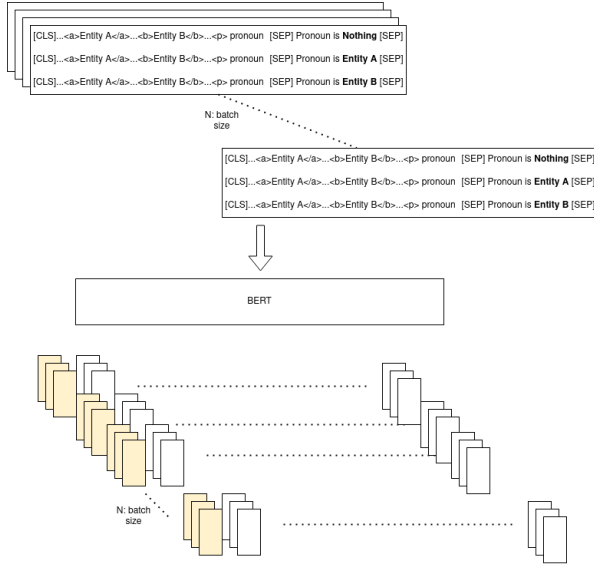 [CLS]...<a>Entity A</a>...<b>Entity B</b>...<p> pronoun [SEP] Pronoun is Nothing [SEP]
[CLS]...<a>Entity A</a>...<b>Entity B</b>...<p> pronoun [SEP] Pronoun is Entity A [SEP]
[CLS]...<a>Entity A</a>...<b>Entity B</b>...<p> pronoun [SEP] Pronoun is Entity B [SEP]
N: batch
size
[CLS]...<a>Entity A</a>...<b>Entity B</b>...<p> pronoun [SEP] Pronoun is Nothing [SEP]
[CLS]...<a>Entity A</a>...<b>Entity B</b>...<p> pronoun [SEP] Pronoun is Entity A [SEP]
[CLS]...<a>Entity A</a>...<b>Entity B</b>...<p> pronoun [SEP] Pronoun is Entity B [SEP]
BERT
N: batch
size